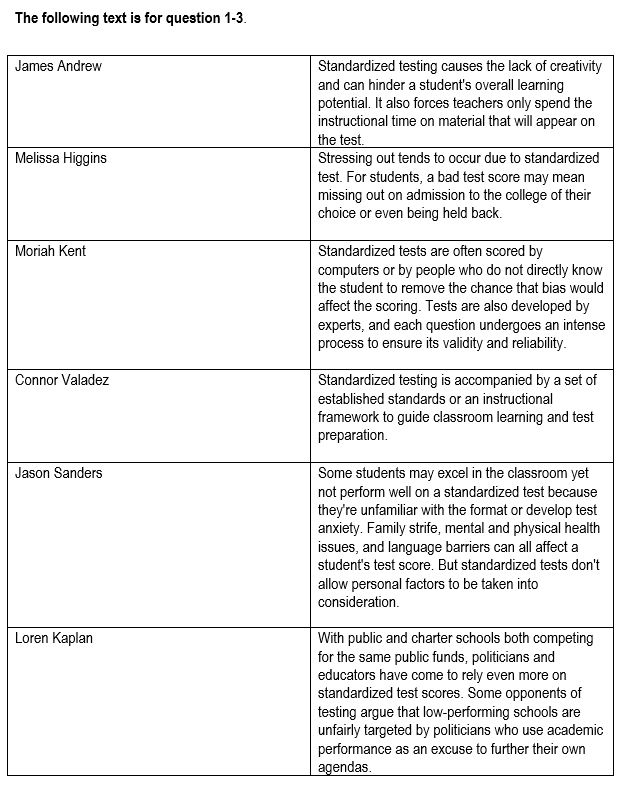 The following text is for question 1-3.
James Andrew
Standardized testing causes the lack of creativity
and can hinder a student's overall learning
potential. It also forces teachers only spend the
instructional time on material that will appear on
the test.
Melissa Higgins
Stressing out tends to occur due to standardized
test. For students, a bad test score may mean
missing out on admission to the college of their
choice or even being held back.
Moriah Kent
Standardized tests are often scored by
computers or by people who do not directly know
the student to remove the chance that bias would
affect the scoring. Tests are also developed by
experts, and each question undergoes an intense
process to ensure its validity and reliability.
Connor Valadez
Standardized testing is accompanied by a set of
established standards or an instructional
framework to guide classroom learning and test
preparation.
Jason Sanders
Some students may excel in the classroom yet
not perform well on a standardized test because
they're unfamiliar with the format or develop test
anxiety. Family strife, mental and physical health
issues, and language barriers can all affect a
student's test score. But standardized tests don't
allow personal factors to be taken into
consideration.
Loren Kaplan
With public and charter schools both competing
for the same public funds, politicians and
educators have come to rely even more on
standardized test scores. Some opponents of
testing argue that low-performing schools are
unfairly targeted by politicians who use academic
performance as an excuse to further their own
agendas.